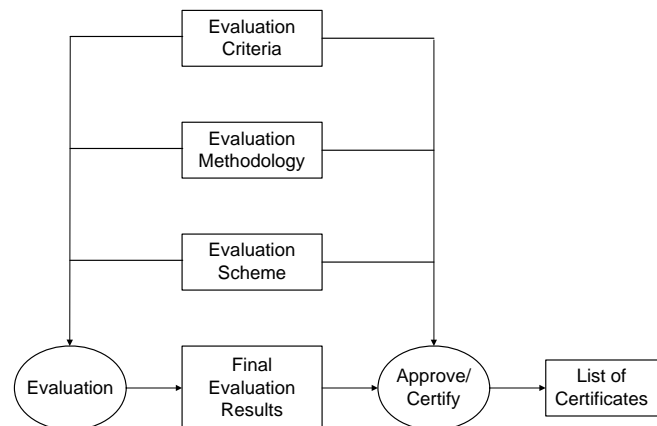 Evaluation
Criteria
Evaluation
Methodology
Evaluation
Scheme
Evaluation
Final
Evaluation
Results
Approve/
Certify
List of
Certificates